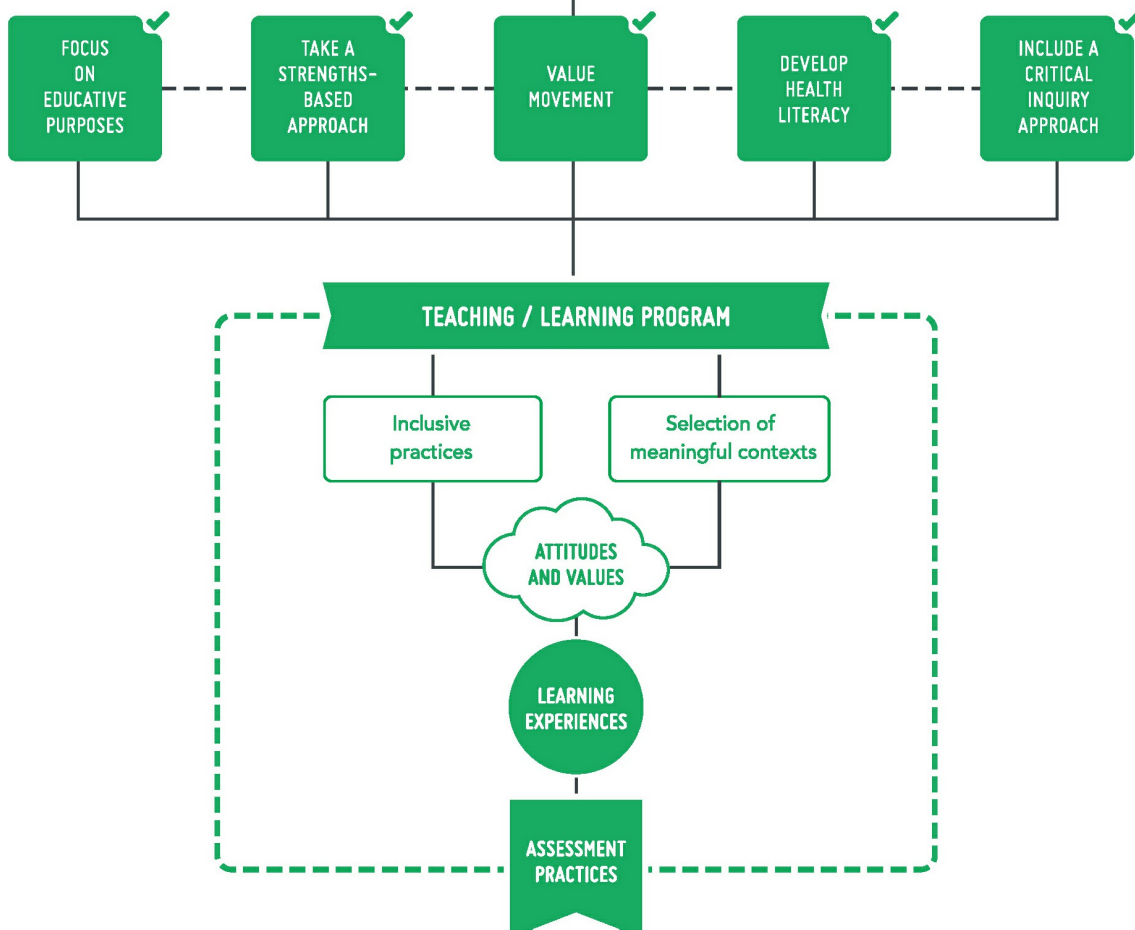 FOCUS
ON
EDUCATIVE
PURPOSES
TAKE A
STRENGTHS-
BASED
APPROACH
VALUE
MOVEMENT
DEVELOP
HEALTH
LITERACY
INCLUDE A
CRITICAL
INQUIRY
APPROACH
TEACHING / LEARNING PROGRAM
Inclusive
practices
Selection of
meaningful contexts
ATTITUDES
AND VALUES
LEARNING
EXPERIENCES
ASSESSMENT
PRACTICES